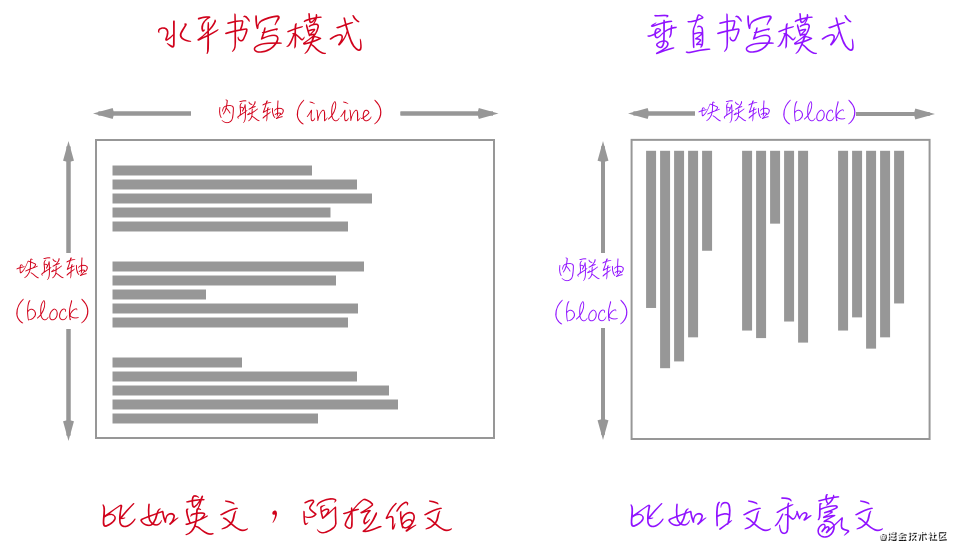 水平书写模式
垂直书写模式
内联轴 (inline)
块联轴 (block)
块联轴
(block)
内联轴
(block)
比如英文，阿拉伯文
比如日文和蒙文
@掘金技术社区